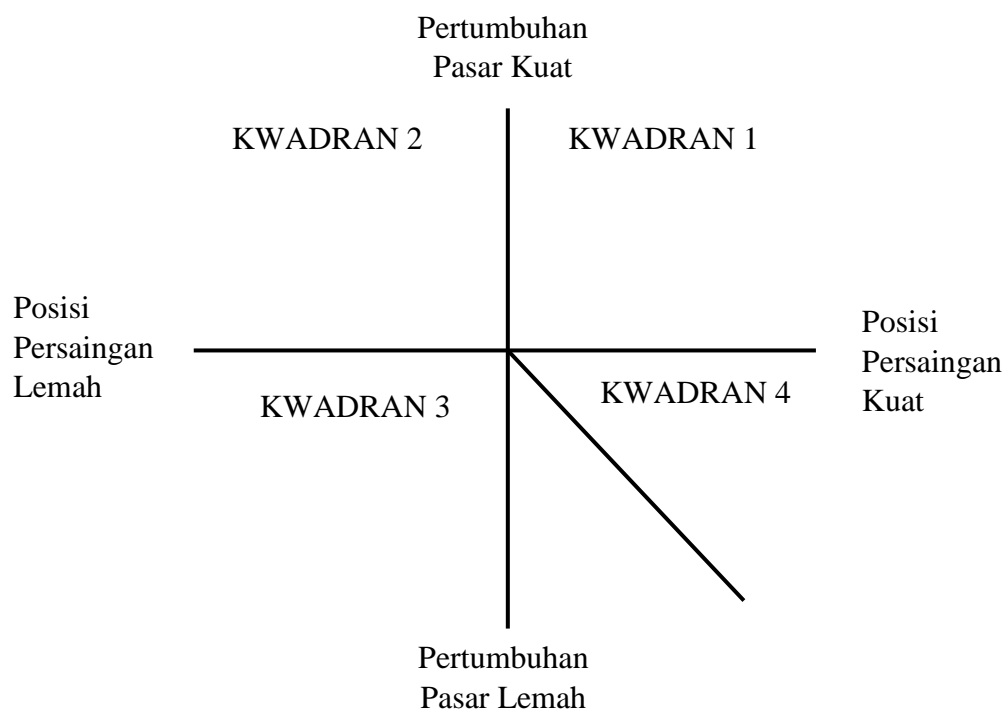 Pertumbuhan
Pasar Kuat
KWADRAN 2
KWADRAN 1
Posisi
Persaingan
Lemah
Posisi
Persaingan
Kuat
KWADRAN 3
KWADRAN 4
Pertumbuhan
Pasar Lemah